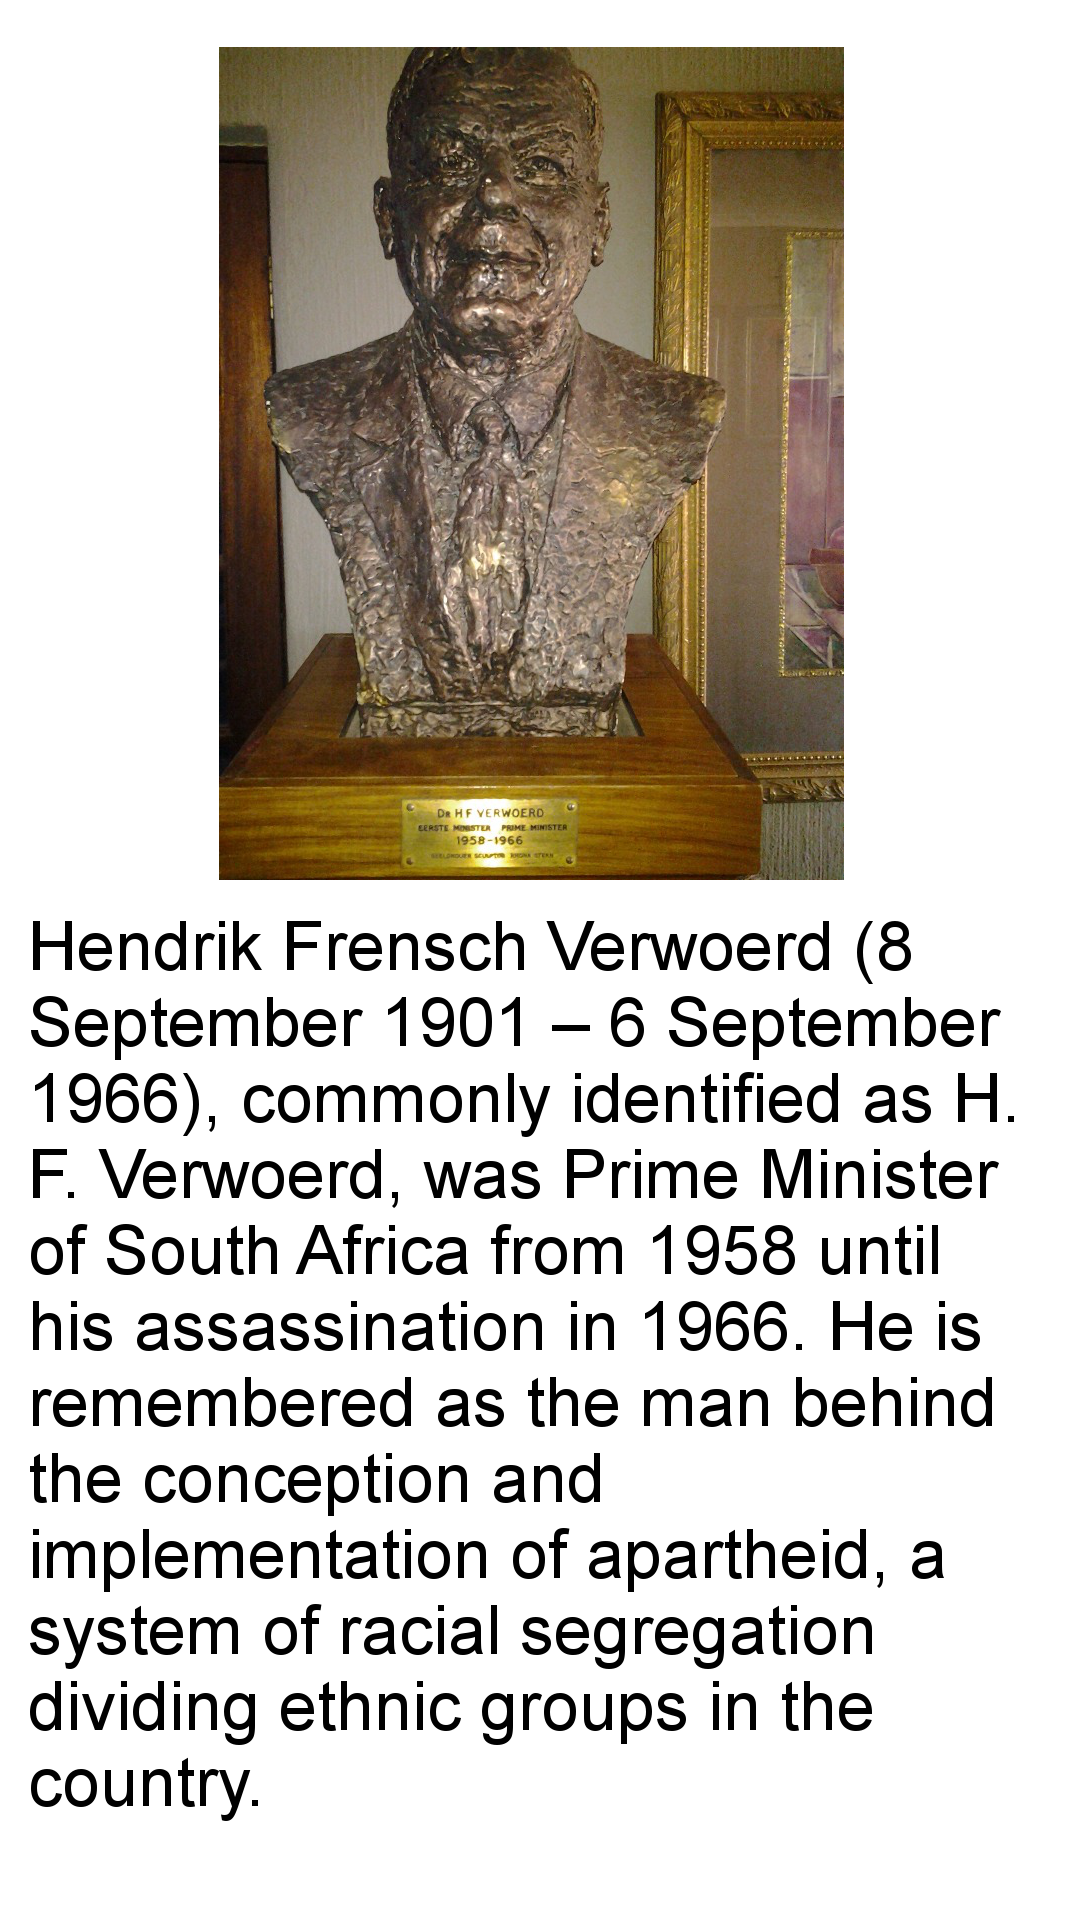 DR H F VERWOERD
EERSTE MINISTER PRIME MINISTER
1958-1966
Hendrik Frensch Verwoerd (8
September 1901 – 6 September
1966), commonly identified as H.
F. Verwoerd, was Prime Minister
of South Africa from 1958 until
his assassination in 1966. He is
remembered as the man behind
the conception and
implementation of apartheid, a
system of racial segregation
dividing ethnic groups in the
country.